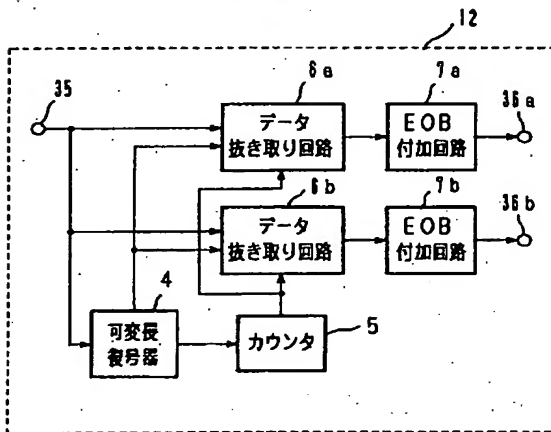 12
35
6a
データ
抜き取り回路
7a
EOB
付加回路
36a
6b
データ
抜き取り回路
7b
EOB
付加回路
36b
4
可変長
復号器
カウンタ
5